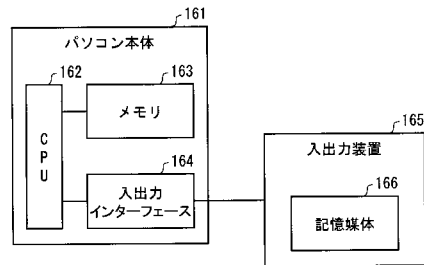 161
パソコン本体
162
163
CPU
メモリ
164
入出力
インターフェース
165
入出力装置
166
記憶媒体